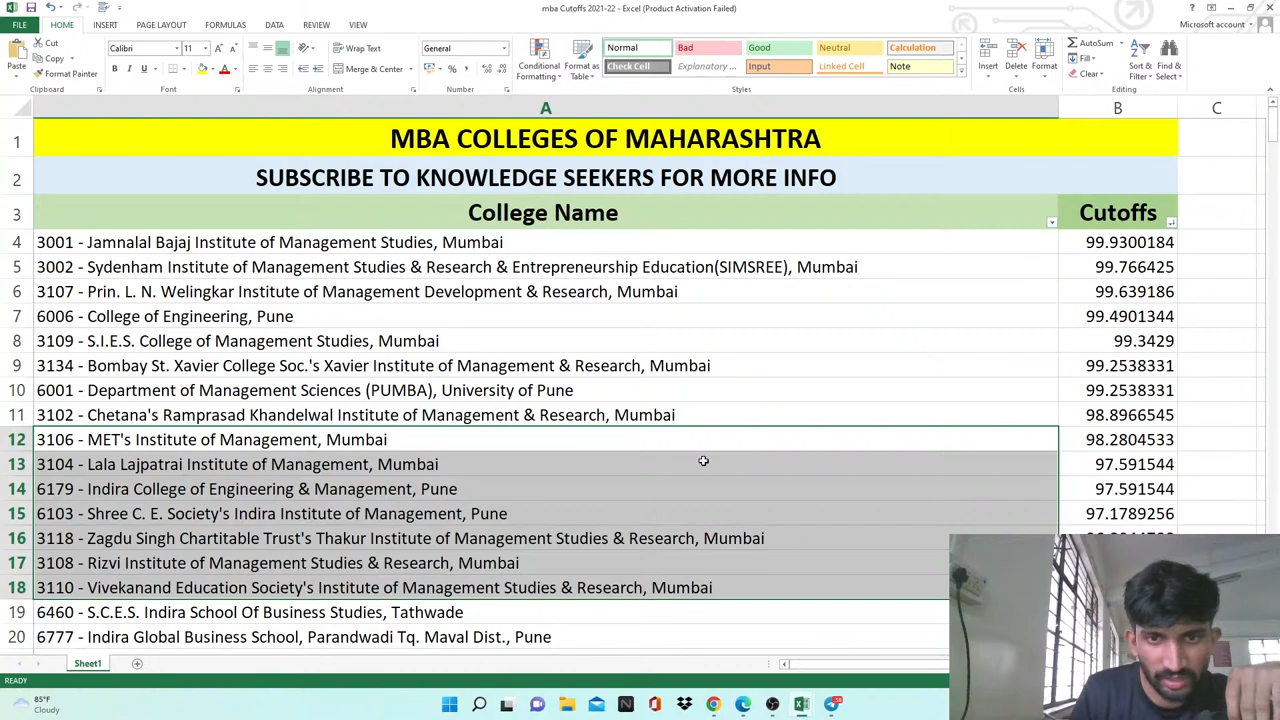 mba Cutoffs 2021-22 - Excel (Product Activation Failed)
FILE HOME INSERT PAGE LAYOUT FORMULAS DATA REVIEW VIEW Microsoft account
Cut
Copy
Format Painter
Paste
Clipboard
Calibri 11
B I U
Font
Wrap Text
Merge & Center
Alignment
General
Number
Conditional Formatting
Format as Table
Normal Bad Good Neutral Calculation
Check Cell Explanatory ... Input Linked Cell Note
Styles
Insert Delete Format
Cells
AutoSum
Fill
Clear
Sort & Filter
Find & Select
Editing
A B C
1 MBA COLLEGES OF MAHARASHTRA
2 SUBSCRIBE TO KNOWLEDGE SEEKERS FOR MORE INFO
3 College Name Cutoffs
4 3001 - Jamnalal Bajaj Institute of Management Studies, Mumbai 99.9300184
5 3002 - Sydenham Institute of Management Studies & Research & Entrepreneurship Education(SIMSREE), Mumbai 99.766425
6 3107 - Prin. L. N. Welingkar Institute of Management Development & Research, Mumbai 99.639186
7 6006 - College of Engineering, Pune 99.4901344
8 3109 - S.I.E.S. College of Management Studies, Mumbai 99.3429
9 3134 - Bombay St. Xavier College Soc.'s Xavier Institute of Management & Research, Mumbai 99.2538331
10 6001 - Department of Management Sciences (PUMBA), University of Pune 99.2538331
11 3102 - Chetana's Ramprasad Khandelwal Institute of Management & Research, Mumbai 98.8966545
12 3106 - MET's Institute of Management, Mumbai 98.2804533
13 3104 - Lala Lajpatrai Institute of Management, Mumbai 97.591544
14 6179 - Indira College of Engineering & Management, Pune 97.591544
15 6103 - Shree C. E. Society's Indira Institute of Management, Pune 97.1789256
16 3118 - Zagdu Singh Chartitable Trust's Thakur Institute of Management Studies & Research, Mumbai
17 3108 - Rizvi Institute of Management Studies & Research, Mumbai
18 3110 - Vivekanand Education Society's Institute of Management Studies & Research, Mumbai
19 6460 - S.C.E.S. Indira School Of Business Studies, Tathwade
20 6777 - Indira Global Business School, Parandwadi Tq. Maval Dist., Pune
Sheet1
READY
85°F
Cloudy